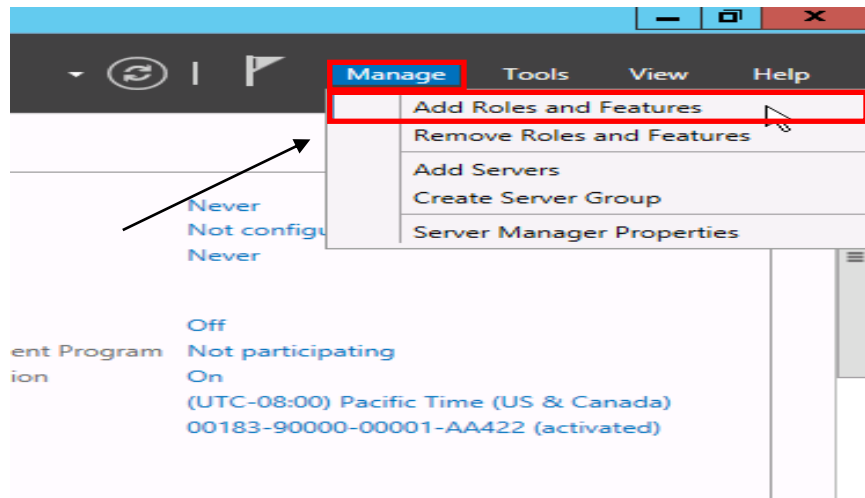 Manage Tools View Help
Add Roles and Features
Remove Roles and Features
Add Servers
Create Server Group
Server Manager Properties
Never
Not configu
Never
Off
ent Program Not participating
ion On
(UTC-08:00) Pacific Time (US & Canada)
00183-90000-00001-AA422 (activated)